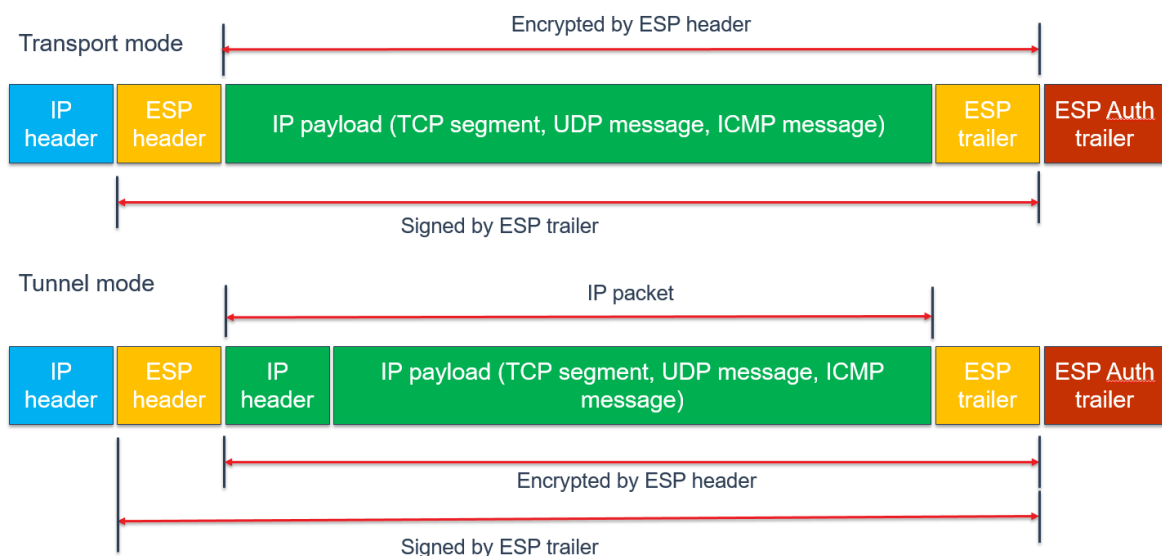 Encrypted by ESP header
Transport mode
IP
header
ESP
header
IP payload (TCP segment, UDP message, ICMP message)
ESP
trailer
ESP Auth
trailer
Signed by ESP trailer
Tunnel mode
IP packet
IP
header
ESP
header
IP
header
IP payload (TCP segment, UDP message, ICMP
message)
ESP
trailer
ESP Auth
trailer
Encrypted by ESP header
Signed by ESP trailer